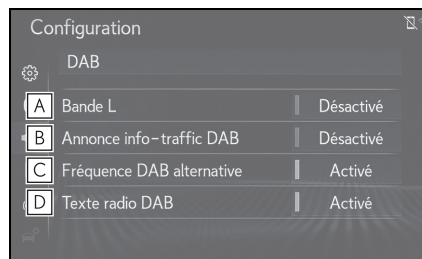 Configuration
DAB
A Bande L Désactivé
B Annonce info-traffic DAB Désactivé
C Fréquence DAB alternative Activé
D Texte radio DAB Activé